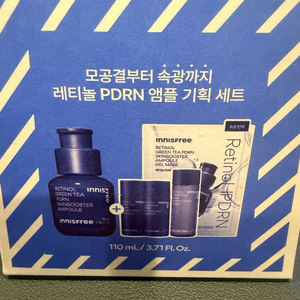 모공결부터 속광까지
레티놀 PDRN 앰플 기획 세트
innisfree
RETINOL
GREEN TEA PDRN
SKINBOOSTER
AMPOULE
GEL MASK
Retinol PDRN
innisfree
RETINOL
GREEN TEA
PDRN
SKINBOOSTER
AMPOULE
INNISFREE
+
110 mL / 3.71 Fl. Oz.